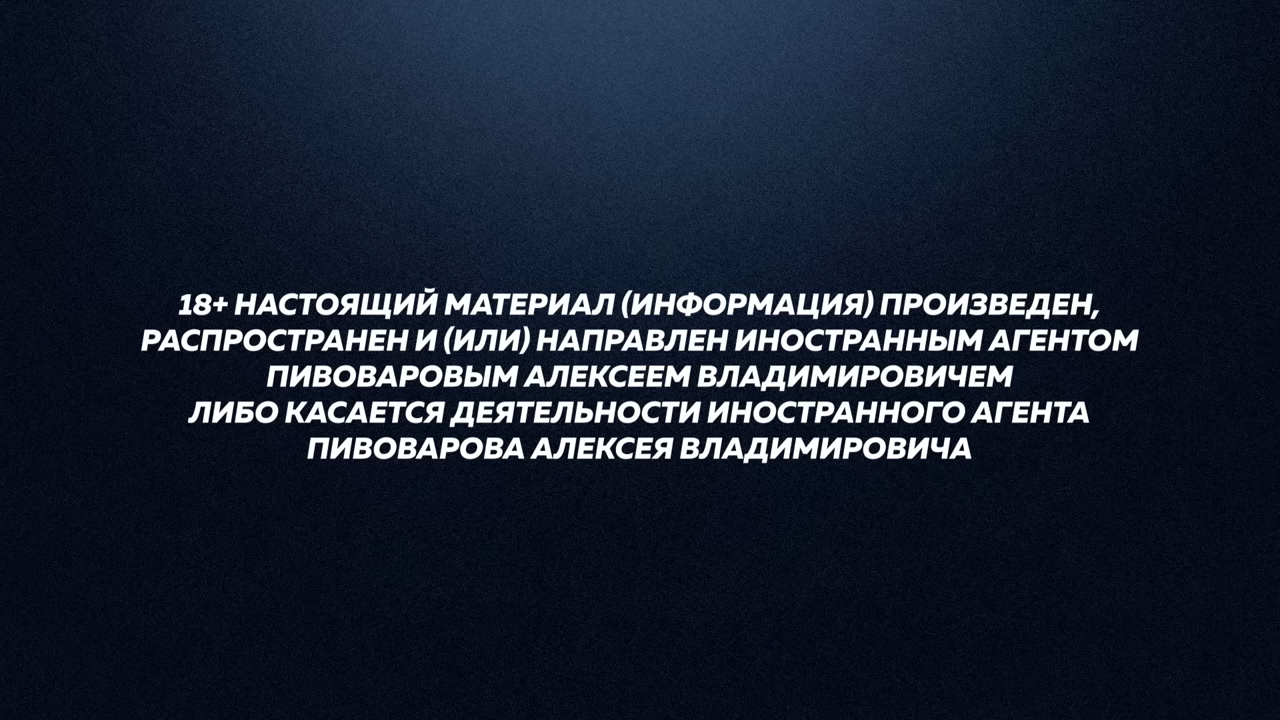 18+ НАСТОЯЩИЙ МАТЕРИАЛ (ИНФОРМАЦИЯ) ПРОИЗВЕДЕН,
РАСПРОСТРАНЕН И (ИЛИ) НАПРАВЛЕН ИНОСТРАННЫМ АГЕНТОМ
ПИВОВАРОВЫМ АЛЕКСЕЕМ ВЛАДИМИРОВИЧЕМ
ЛИБО КАСАЕТСЯ ДЕЯТЕЛЬНОСТИ ИНОСТРАННОГО АГЕНТА
ПИВОВАРОВА АЛЕКСЕЯ ВЛАДИМИРОВИЧА